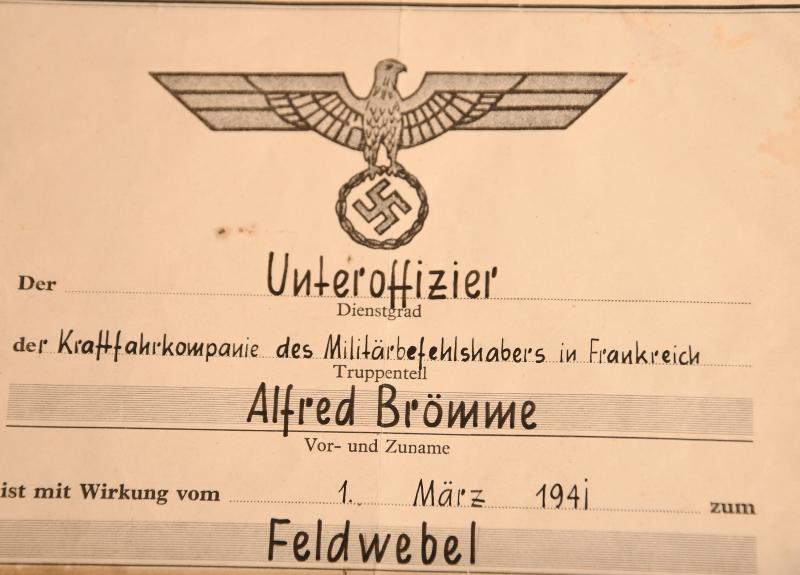 Der Unteroffizier
Dienstgrad
der Kraftfahrkompanie des Militärbefehlshabers in Frankreich
Truppenteil
Alfred Brömme
Vor- und Zuname
ist mit Wirkung vom 1. März 1941 zum
Feldwebel